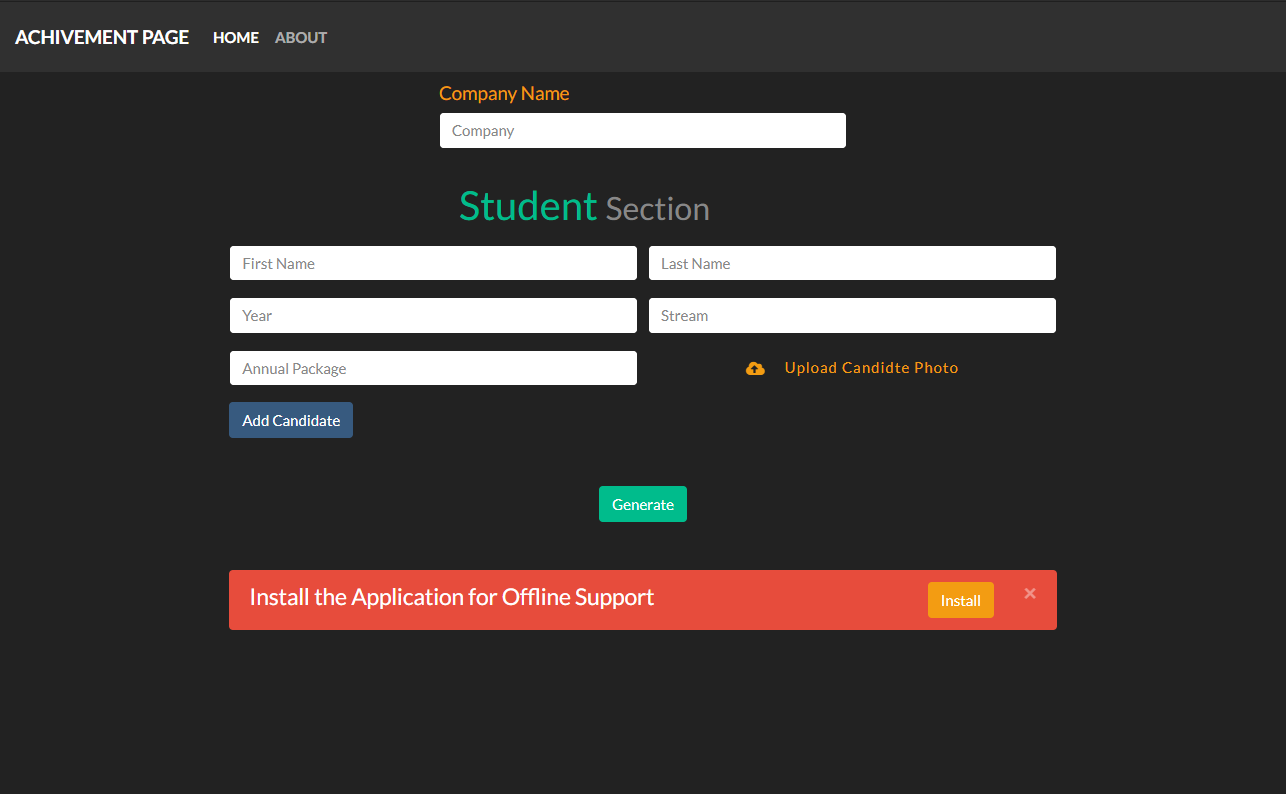 ACHIVEMENT PAGE HOME ABOUT
Company Name
Company
Student Section
First Name Last Name
Year Stream
Annual Package Upload Candidte Photo
Add Candidate
Generate
Install the Application for Offline Support Install ×